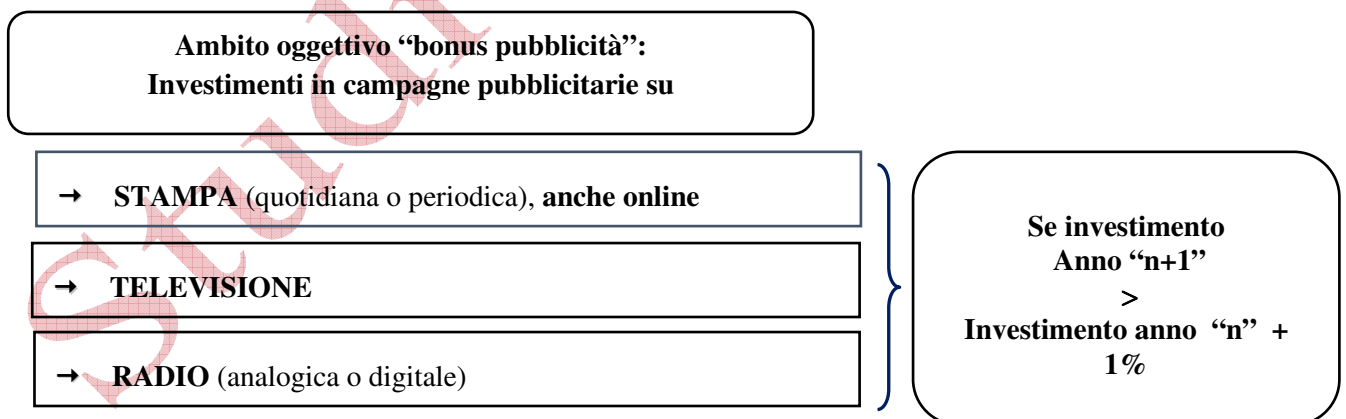 Ambito oggettivo “bonus pubblicità”:
Investimenti in campagne pubblicitarie su
→ STAMPA (quotidiana o periodica), anche online
→ TELEVISIONE
→ RADIO (analogica o digitale)
Se investimento
Anno “n+1”
>
Investimento anno “n” +
1%
Studi